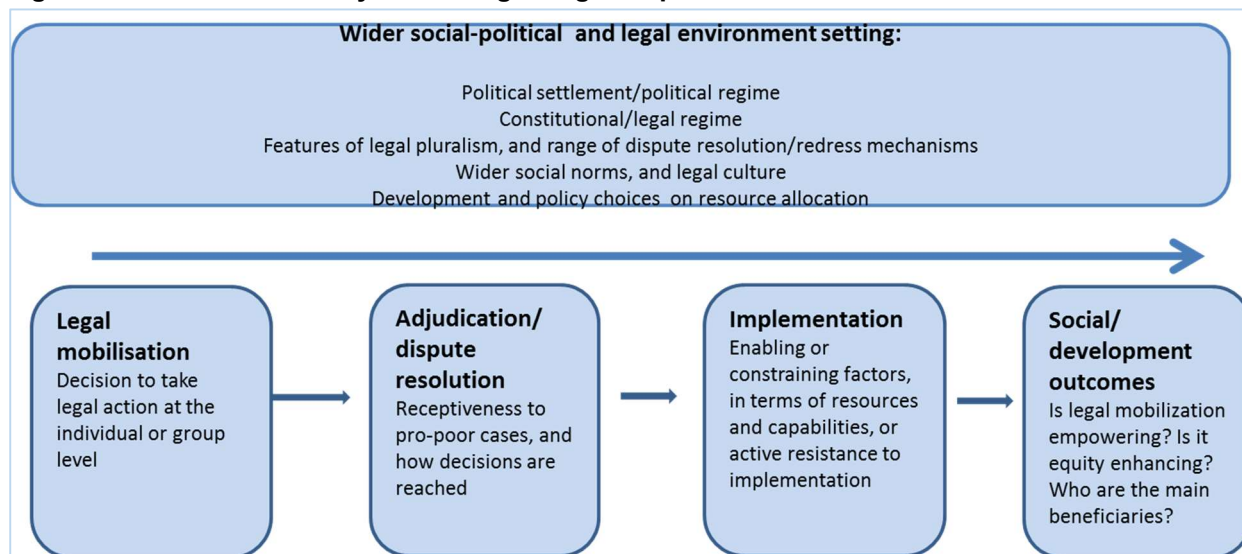 Wider social-political and legal environment setting:
Political settlement/political regime
Constitutional/legal regime
Features of legal pluralism, and range of dispute resolution/redress mechanisms
Wider social norms, and legal culture
Development and policy choices on resource allocation
Legal
mobilisation
Decision to take
legal action at the
individual or group
level
Adjudication/
dispute
resolution
Receptiveness to
pro-poor cases, and
how decisions are
reached
Implementation
Enabling or
constraining factors,
in terms of resources
and capabilities, or
active resistance to
implementation
Social/
development
outcomes
Is legal mobilization
empowering? Is it
equity enhancing?
Who are the main
beneficiaries?